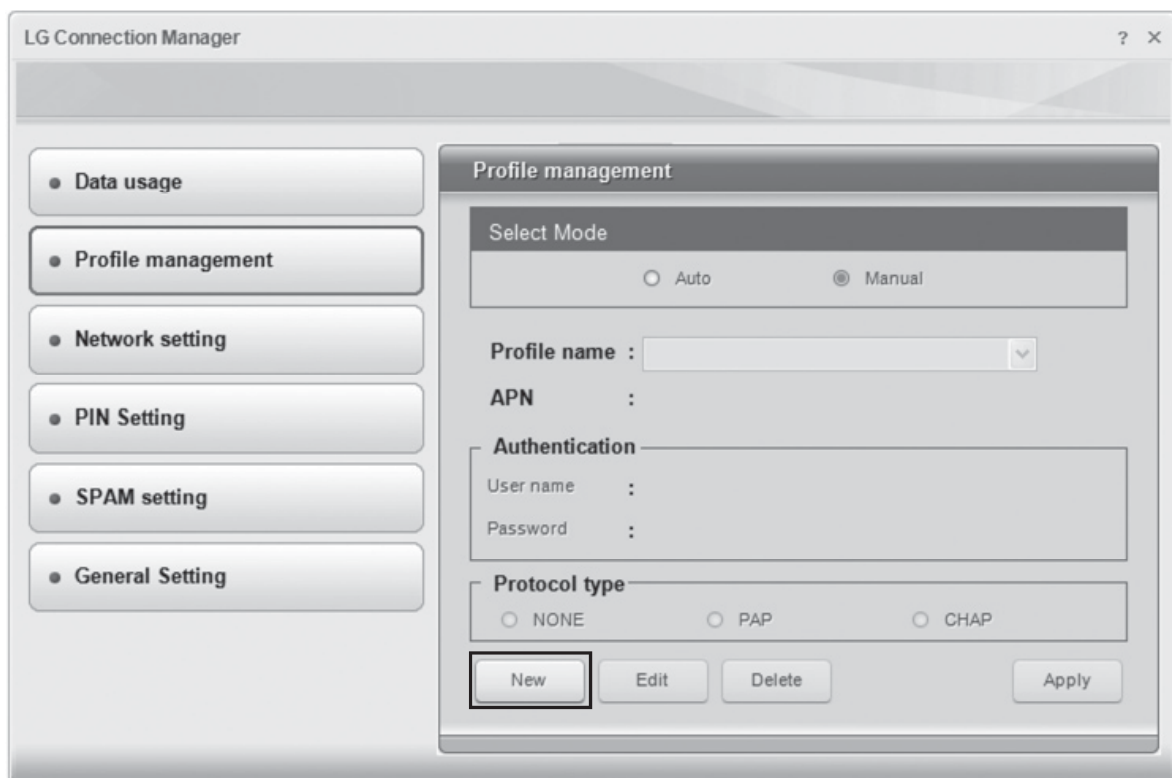 LG Connection Manager
? ×
Data usage
Profile management
Network setting
PIN Setting
SPAM setting
General Setting
Profile management
Select Mode
Auto Manual
Profile name :
APN :
Authentication
User name :
Password :
Protocol type
NONE PAP CHAP
New Edit Delete Apply